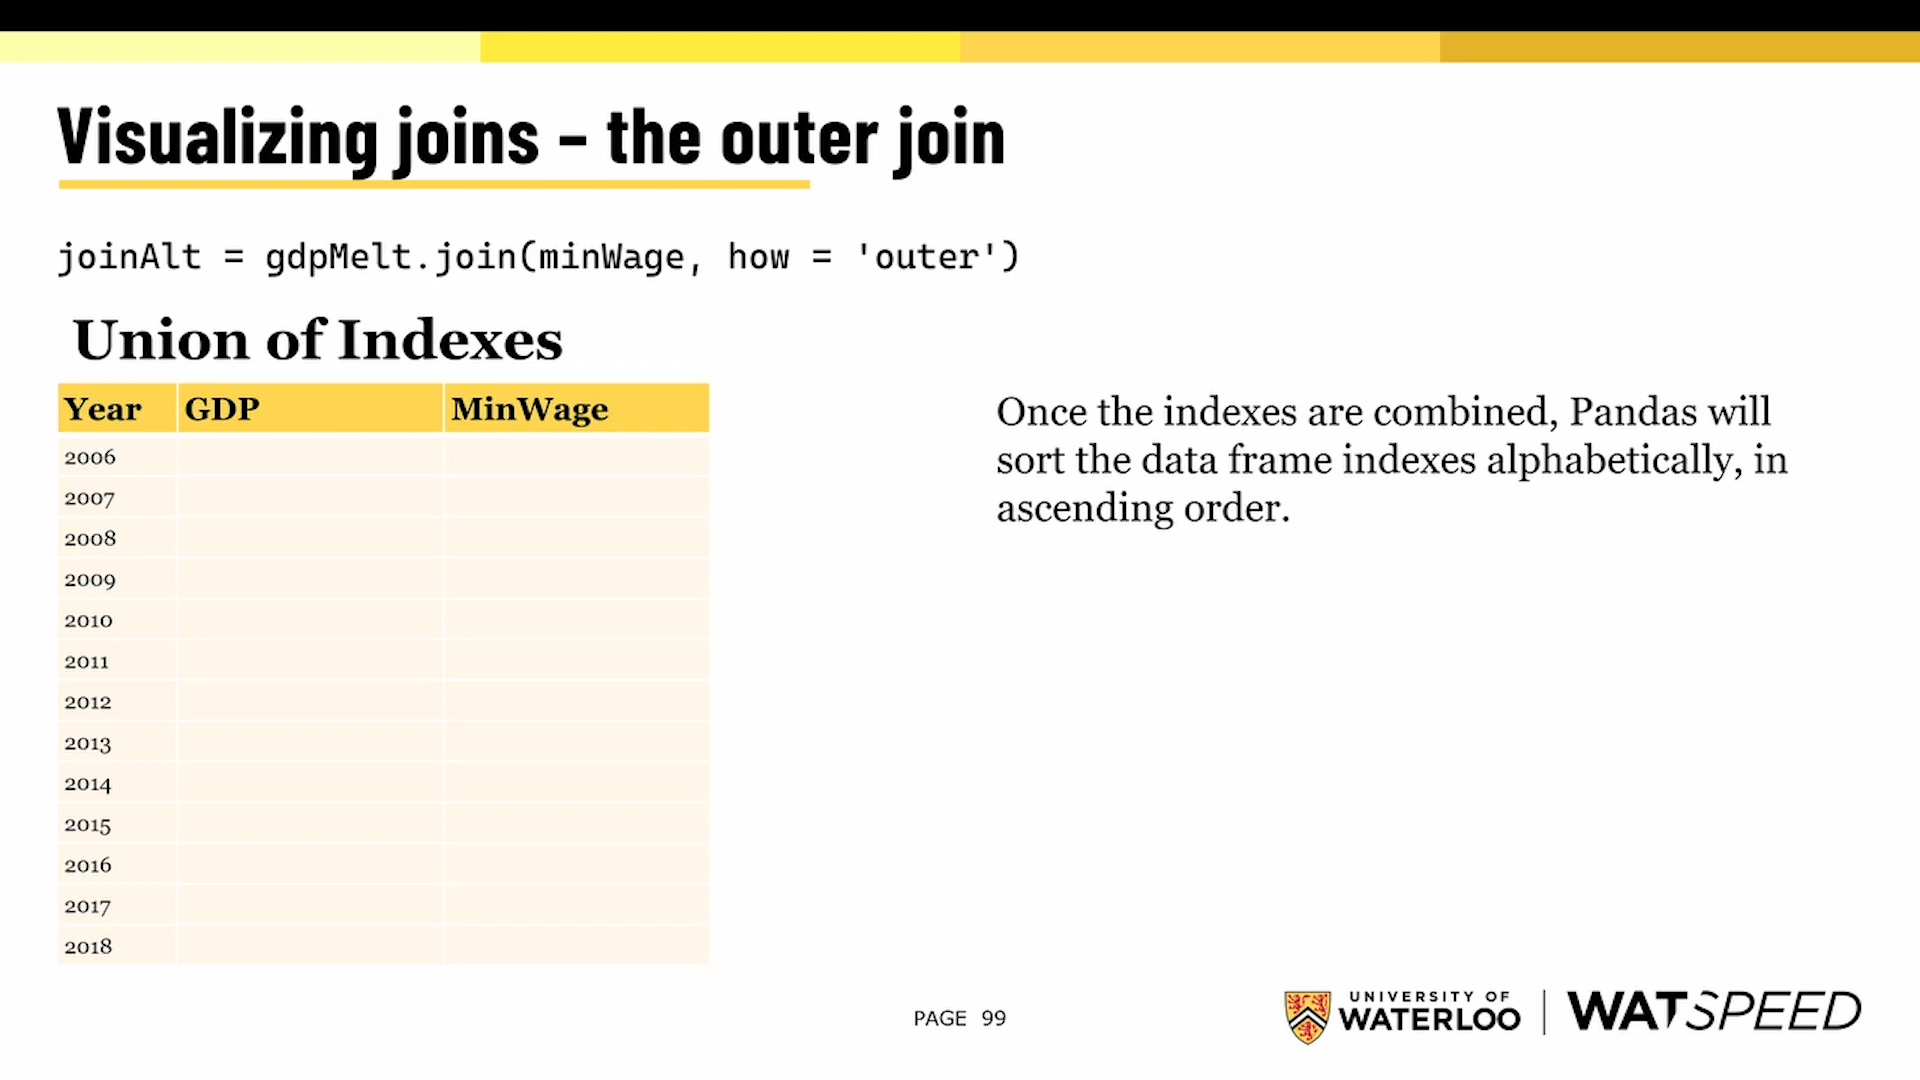 Visualizing joins – the outer join
joinAlt = gdpMelt.join(minWage, how = 'outer')
Union of Indexes
Year GDP MinWage
2006
2007
2008
2009
2010
2011
2012
2013
2014
2015
2016
2017
2018
Once the indexes are combined, Pandas will
sort the data frame indexes alphabetically, in
ascending order.
PAGE 99
UNIVERSITY OF
WATERLOO
WATSPEED